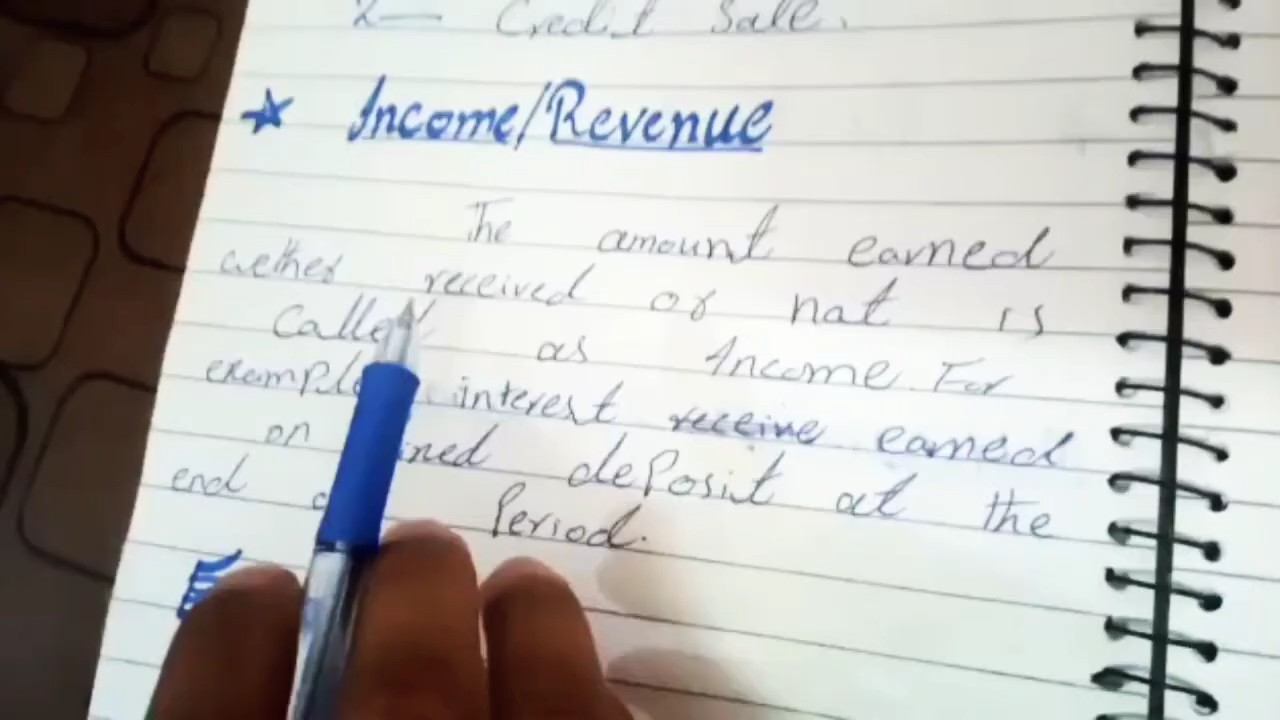 2— Credit Sale.
★ Income/Revenue
The amount earned
wether received or not is
Called as Income. For
example interest receive earned
on deposit at the
end Period.